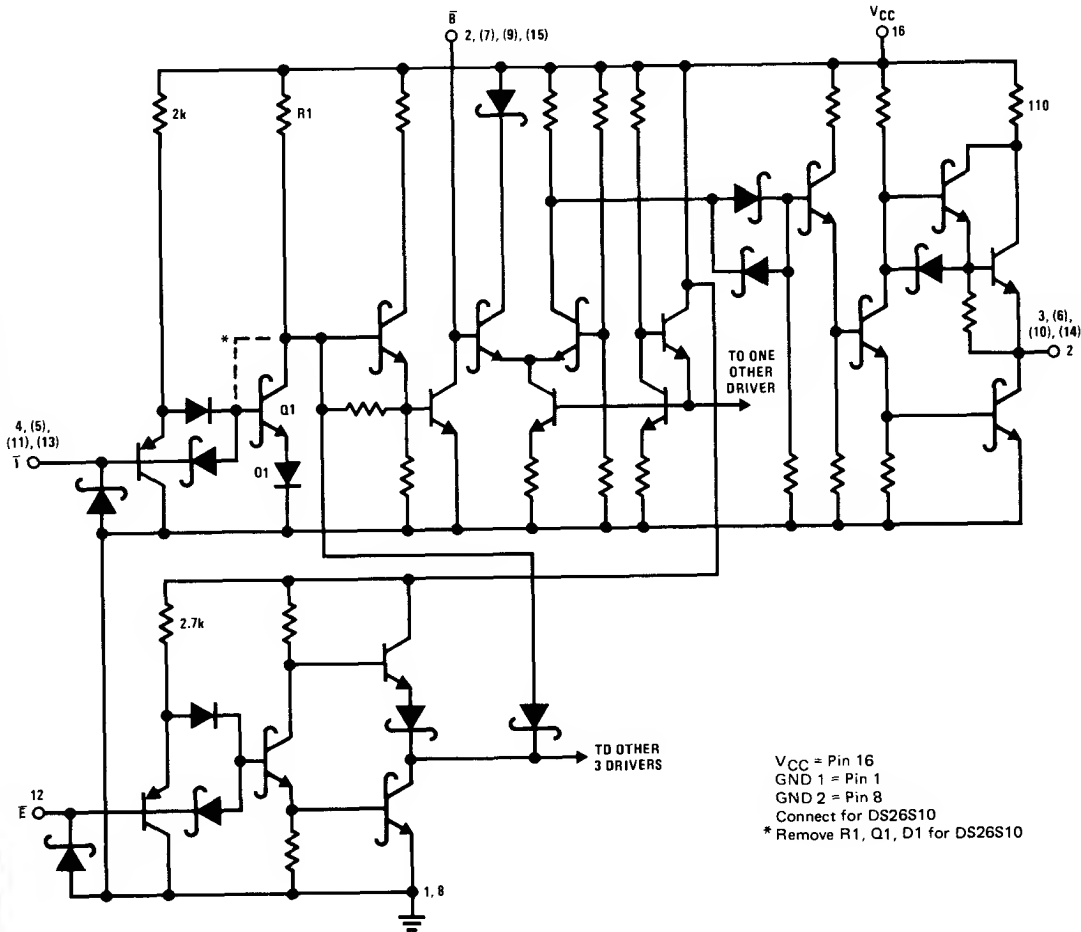 B̅
2, (7), (9), (15)
VCC
16
2k
R1
110
*
Q1
4, (5),
(11), (13)
I̅
O1
3, (6),
(10), (14)
2
TO ONE
OTHER
DRIVER
2.7k
12
E̅
TD OTHER
3 DRIVERS
1, 8
VCC = Pin 16
GND 1 = Pin 1
GND 2 = Pin 8
Connect for DS26S10
* Remove R1, Q1, D1 for DS26S10